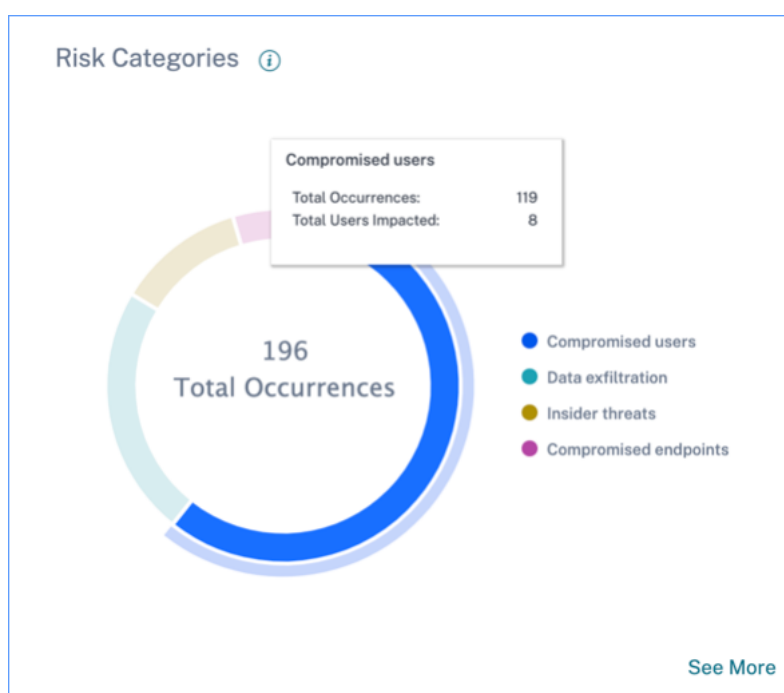 Risk Categories i
Compromised users
Total Occurrences: 119
Total Users Impacted: 8
196
Total Occurrences
Compromised users
Data exfiltration
Insider threats
Compromised endpoints
See More